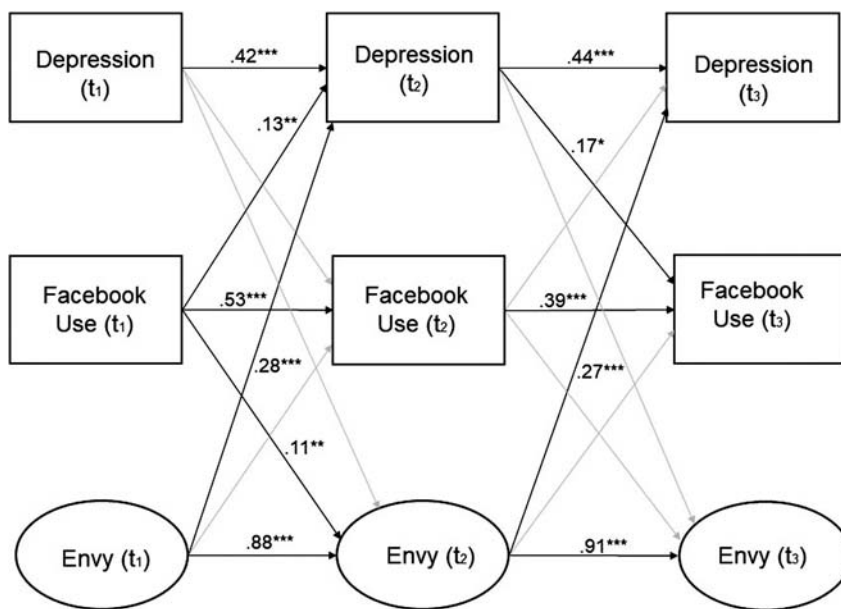 Depression
(t₁)
.42***
Depression
(t₂)
.44***
Depression
(t₃)
.13**
.17*
Facebook
Use (t₁)
.53***
Facebook
Use (t₂)
.39***
Facebook
Use (t₃)
.28***
.27***
.11**
Envy (t₁)
.88***
Envy (t₂)
.91***
Envy (t₃)